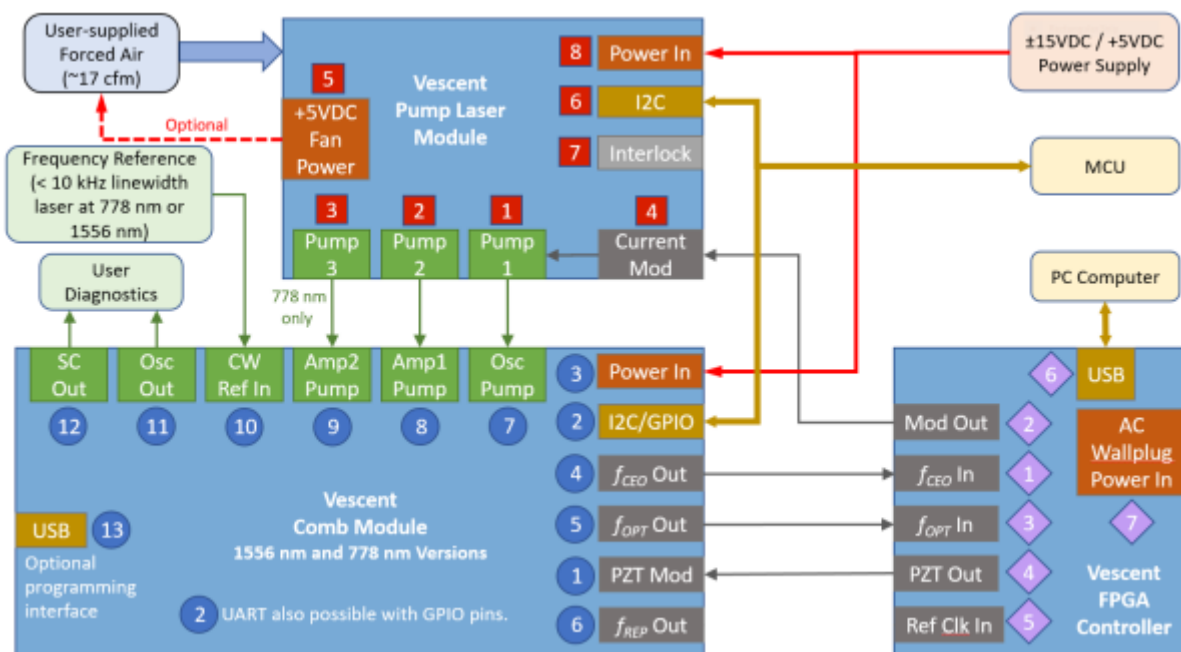 User-supplied
Forced Air
(~17 cfm)
Optional
Frequency Reference
(< 10 kHz linewidth
laser at 778 nm or
1556 nm)
User
Diagnostics
5
+5VDC
Fan
Power
Vescent
Pump Laser
Module
8
Power In
6
I2C
7
Interlock
3
2
1
4
Pump
3
Pump
2
Pump
1
Current
Mod
±15VDC / +5VDC
Power Supply
MCU
PC Computer
778 nm
only
SC
Out
Osc
Out
CW
Ref In
Amp2
Pump
Amp1
Pump
Osc
Pump
12
11
10
9
8
7
3
Power In
2
I2C/GPIO
4
fCEO Out
5
fOPT Out
1
PZT Mod
6
fREP Out
Vescent
Comb Module
1556 nm and 778 nm Versions
USB
13
Optional
programming
interface
2
UART also possible with GPIO pins.
6
USB
Mod Out
2
fCEO In
1
fOPT In
3
PZT Out
4
Ref Clk In
5
AC
Wallplug
Power In
7
Vescent
FPGA
Controller